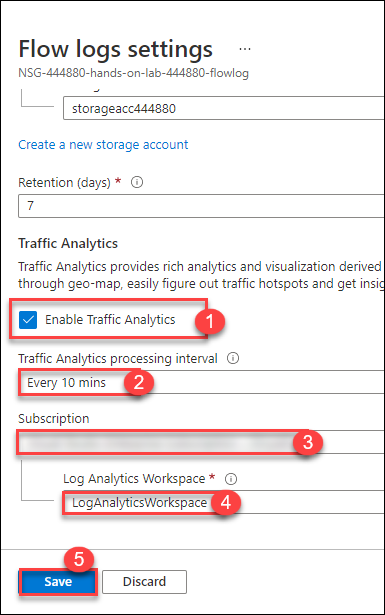 Flow logs settings ...
NSG-444880-hands-on-lab-444880-flowlog
storageacc444880
Create a new storage account
Retention (days) *
7
Traffic Analytics
Traffic Analytics provides rich analytics and visualization derived
through geo-map, easily figure out traffic hotspots and get
Enable Traffic Analytics 1
Traffic Analytics processing interval
Every 10 mins 2
Subscription
3
Log Analytics Workspace *
LogAnalyticsWorkspace 4
5
Save Discard